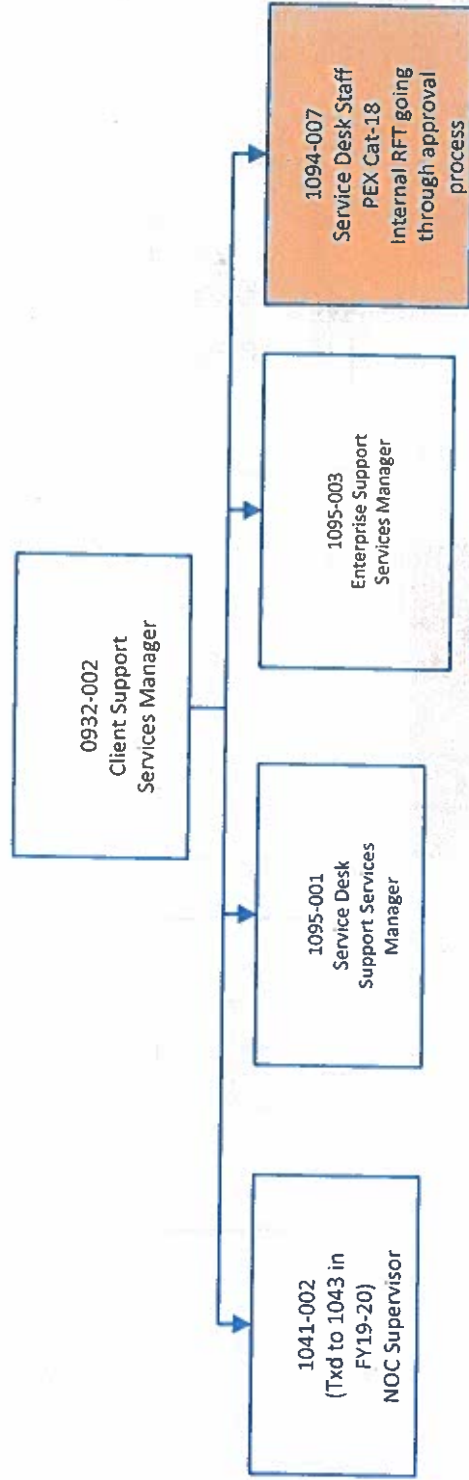 0932-002
Client Support
Services Manager
1041-002
(Txd to 1043 in
FY19-20)
NOC Supervisor
1095-001
Service Desk
Support Services
Manager
1095-003
Enterprise Support
Services Manager
1094-007
Service Desk Staff
PEX Cat-18
Internal RFT going
through approval
process